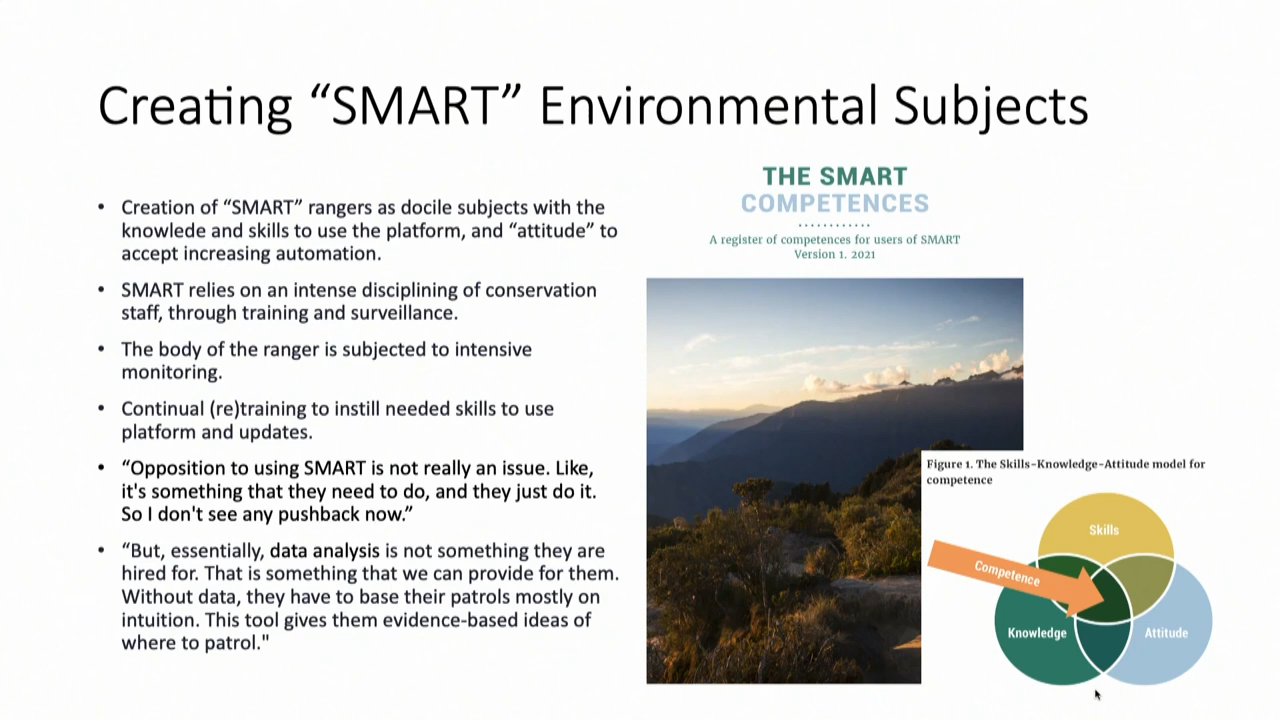 Creating “SMART” Environmental Subjects
• Creation of “SMART” rangers as docile subjects with the
knowlede and skills to use the platform, and “attitude” to
accept increasing automation.
• SMART relies on an intense disciplining of conservation
staff, through training and surveillance.
• The body of the ranger is subjected to intensive
monitoring.
• Continual (re)training to instill needed skills to use
platform and updates.
• “Opposition to using SMART is not really an issue. Like,
it's something that they need to do, and they just do it.
So I don't see any pushback now.”
• “But, essentially, data analysis is not something they are
hired for. That is something that we can provide for them.
Without data, they have to base their patrols mostly on
intuition. This tool gives them evidence-based ideas of
where to patrol."
THE SMART
COMPETENCES
A register of competences for users of SMART
Version 1. 2021
Figure 1. The Skills-Knowledge-Attitude model for
competence
Skills
Competence
Knowledge
Attitude